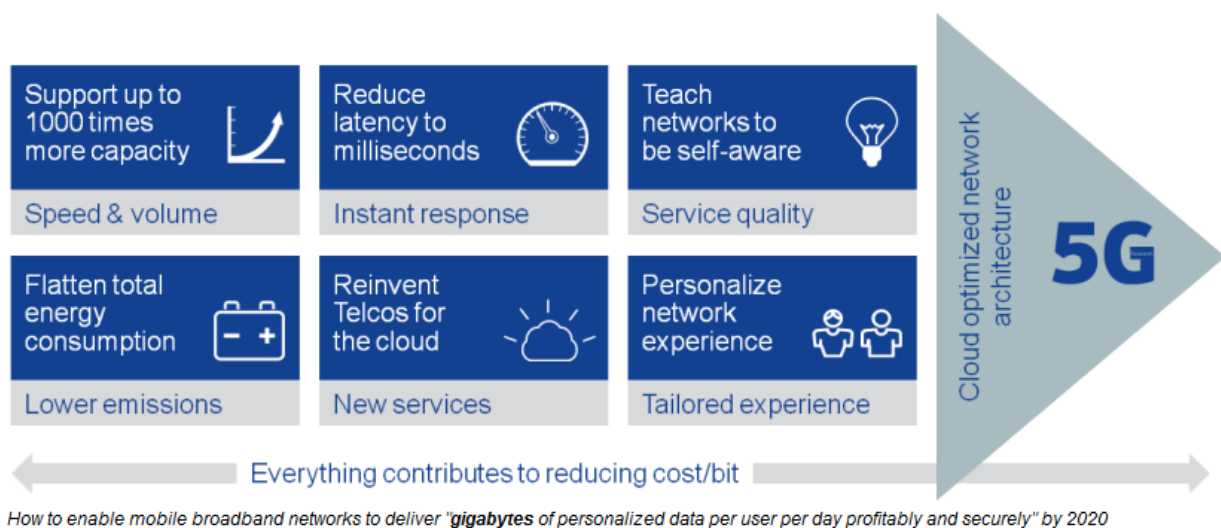 Support up to
1000 times
more capacity
Speed & volume
Reduce
latency to
milliseconds
Instant response
Teach
networks to
be self-aware
Service quality
Flatten total
energy
consumption
Lower emissions
Reinvent
Telcos for
the cloud
New services
Personalize
network
experience
Tailored experience
Cloud optimized network
architecture
5G
Everything contributes to reducing cost/bit
How to enable mobile broadband networks to deliver "gigabytes of personalized data per user per day profitably and securely" by 2020